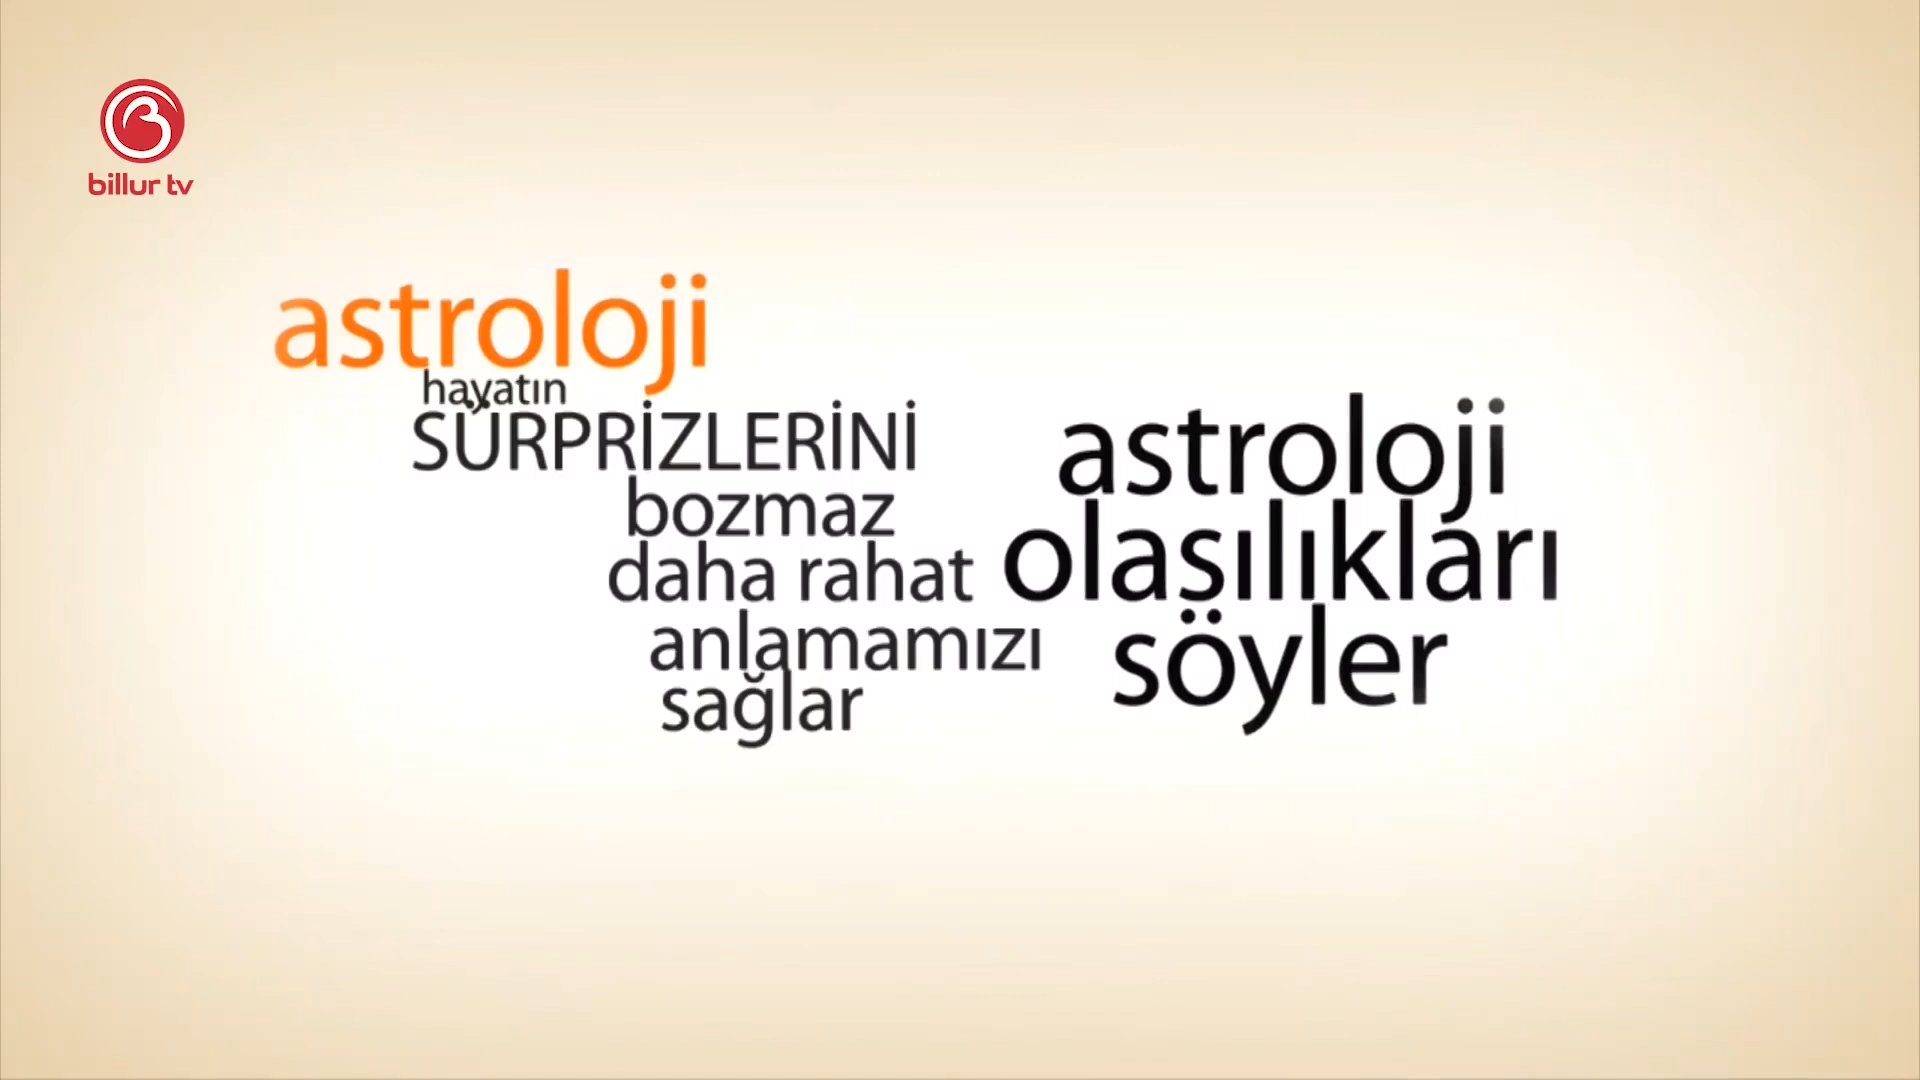 billur tv
astroloji
hayatın
SÜRPRİZLERİNİ
bozmaz
daha rahat
anlamamızı
sağlar
astroloji
olasılıkları
söyler